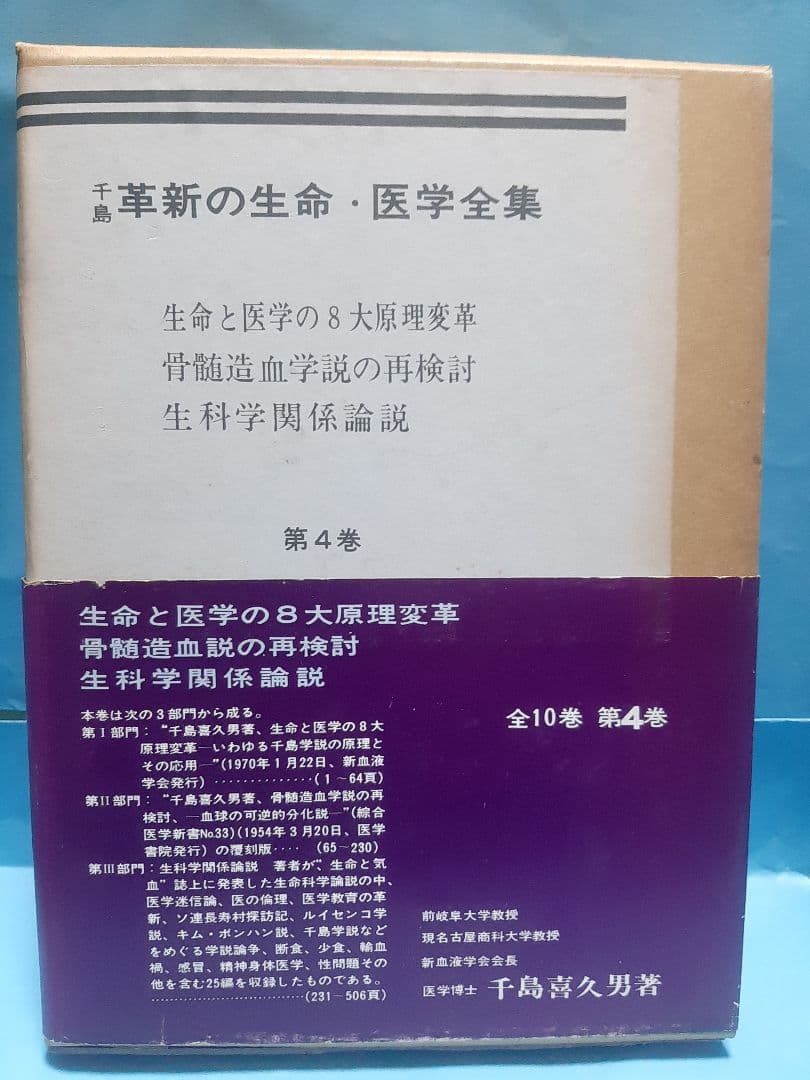 千島 革新の生命・医学全集
生命と医学の8大原理変革
骨髄造血学説の再検討
生科学関係論説
第4巻
生命と医学の8大原理変革
骨髄造血説の再検討
生科学関係論説
全10巻 第4巻
本巻は次の3部門から成る。
第I部門："千島喜久男著、生命と医学の8大
原理変革—いわゆる千島学説の原理と
その応用—"(1970年1月22日、新血液
学会発行)……………(1～64頁)
第II部門："千島喜久男著、骨髄造血学説の再
検討、—血球の可逆的分化説—"(綜合
医学新書No.33)(1954年3月20日、医学
書院発行)の覆刻版‥‥ (65～230)
第III部門：生科学関係論説 著者が"生命と気
血"誌上に発表した生命科学論説の中、
医学迷信論、医の倫理、医学教育の革
新、ソ連長寿村探訪記、ルイセンコ学
説、キム・ボンハン説、千島学説など
をめぐる学説論争、断食、少食、輸血
禍、感冒、精神身体医学、性問題その
他を含む25編を収録したものである。
……………………………(231～506頁)
前岐阜大学教授
現名古屋商科大学教授
新血液学会会長
医学博士 千島喜久男著